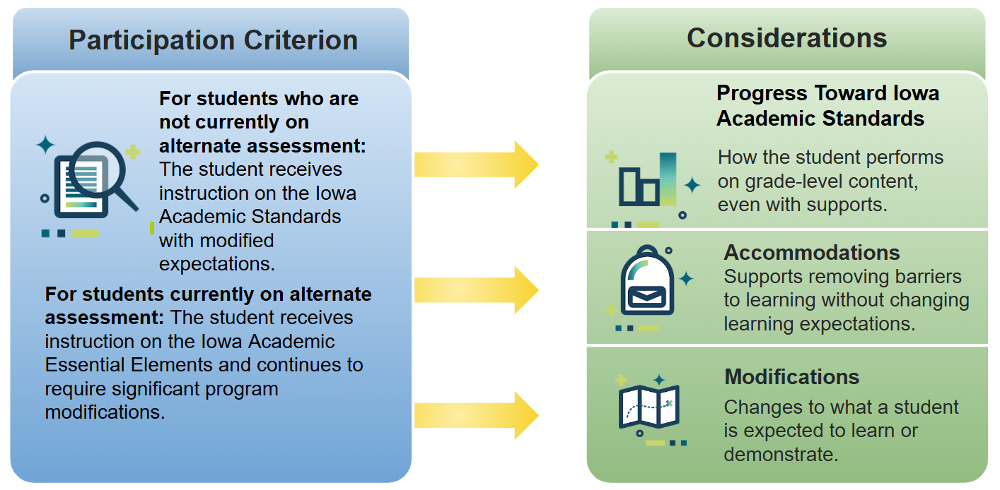 Participation Criterion
For students who are
not currently on
alternate assessment:
The student receives
instruction on the Iowa
Academic Standards
with modified
expectations.
For students currently on alternate
assessment: The student receives
instruction on the Iowa Academic
Essential Elements and continues to
require significant program
modifications.
Considerations
Progress Toward Iowa
Academic Standards
How the student performs
on grade-level content,
even with supports.
Accommodations
Supports removing barriers
to learning without changing
learning expectations.
Modifications
Changes to what a student
is expected to learn or
demonstrate.